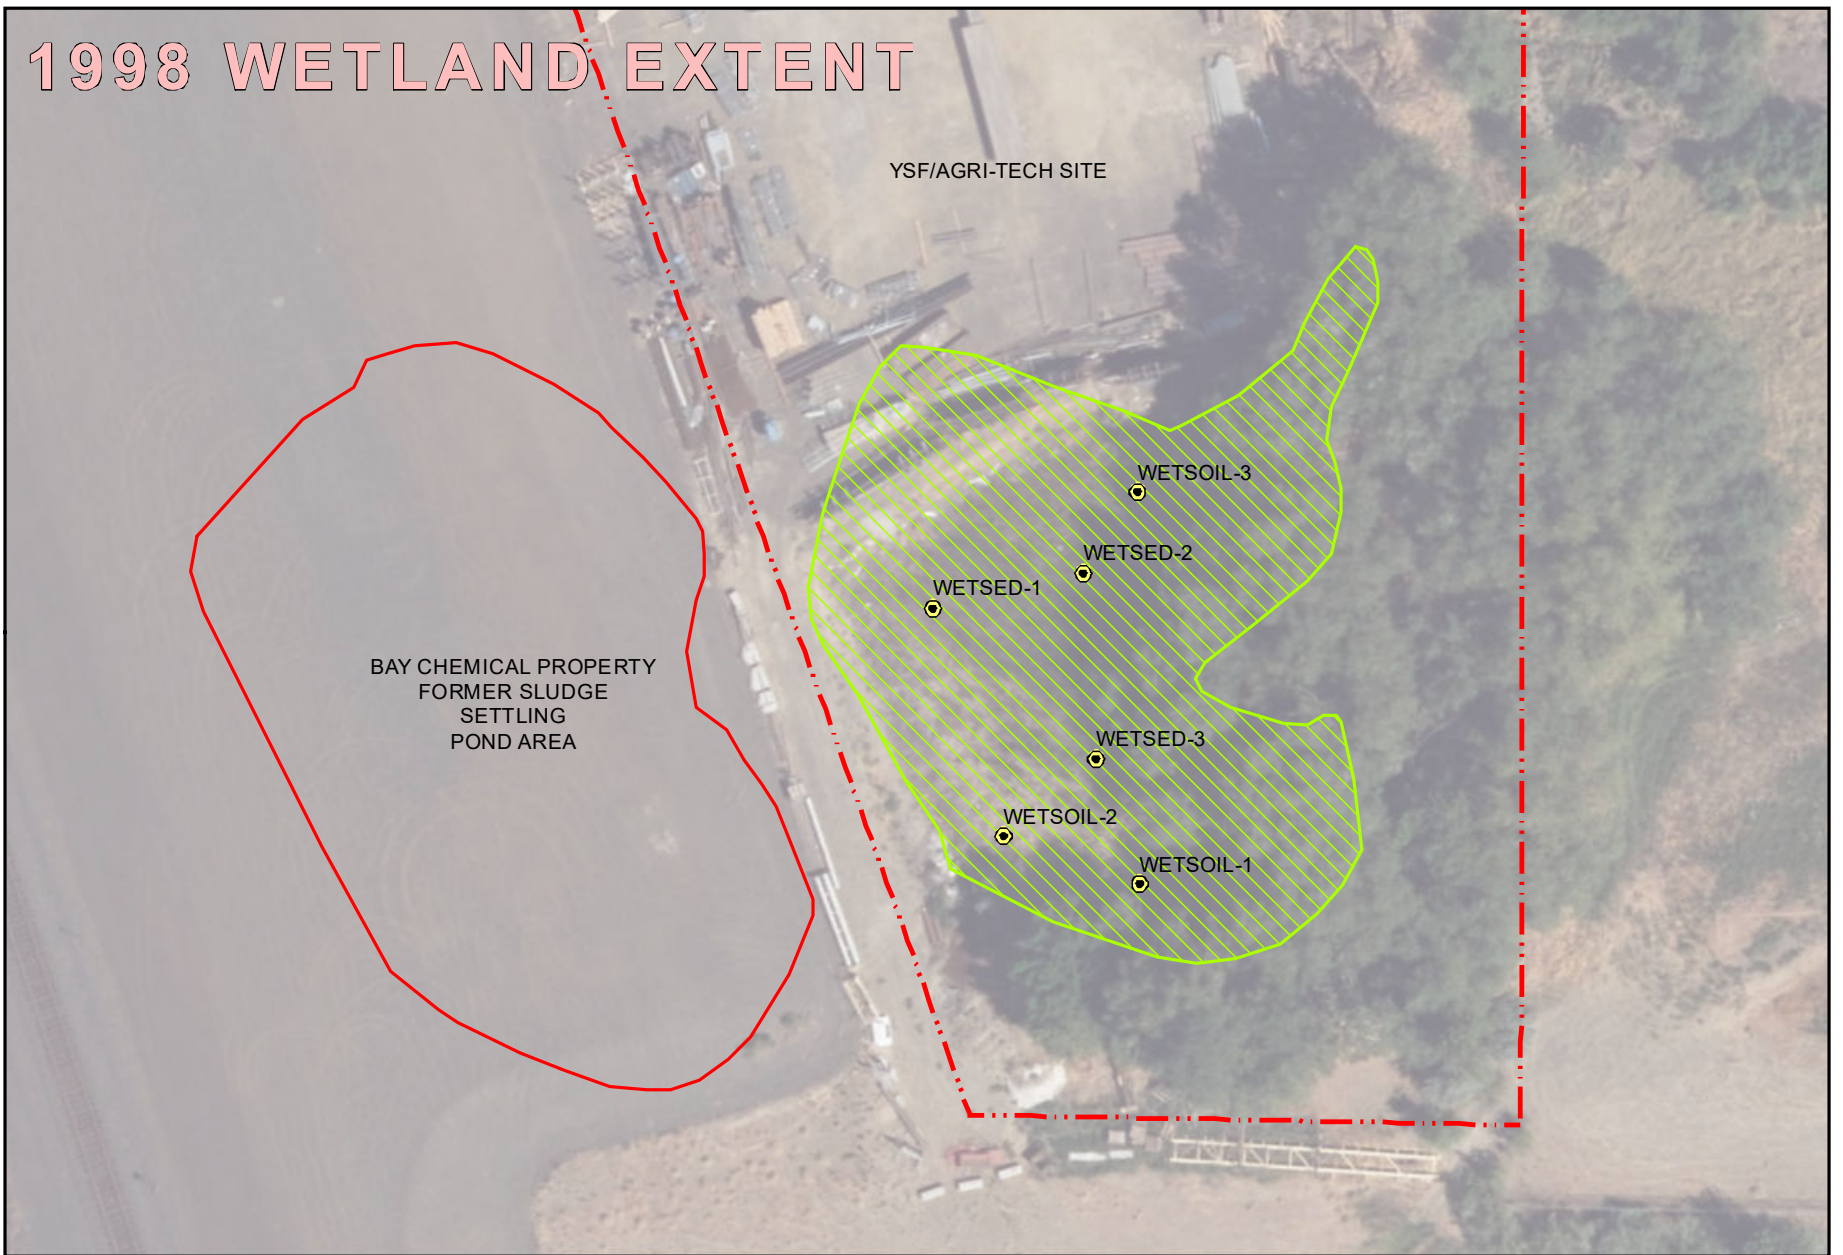 1998 WETLAND EXTENT
YSF/AGRI-TECH SITE
WETSOIL-3
WETSED-2
WETSED-1
BAY CHEMICAL PROPERTY
FORMER SLUDGE
SETTLING
POND AREA
WETSED-3
WETSOIL-2
WETSOIL-1